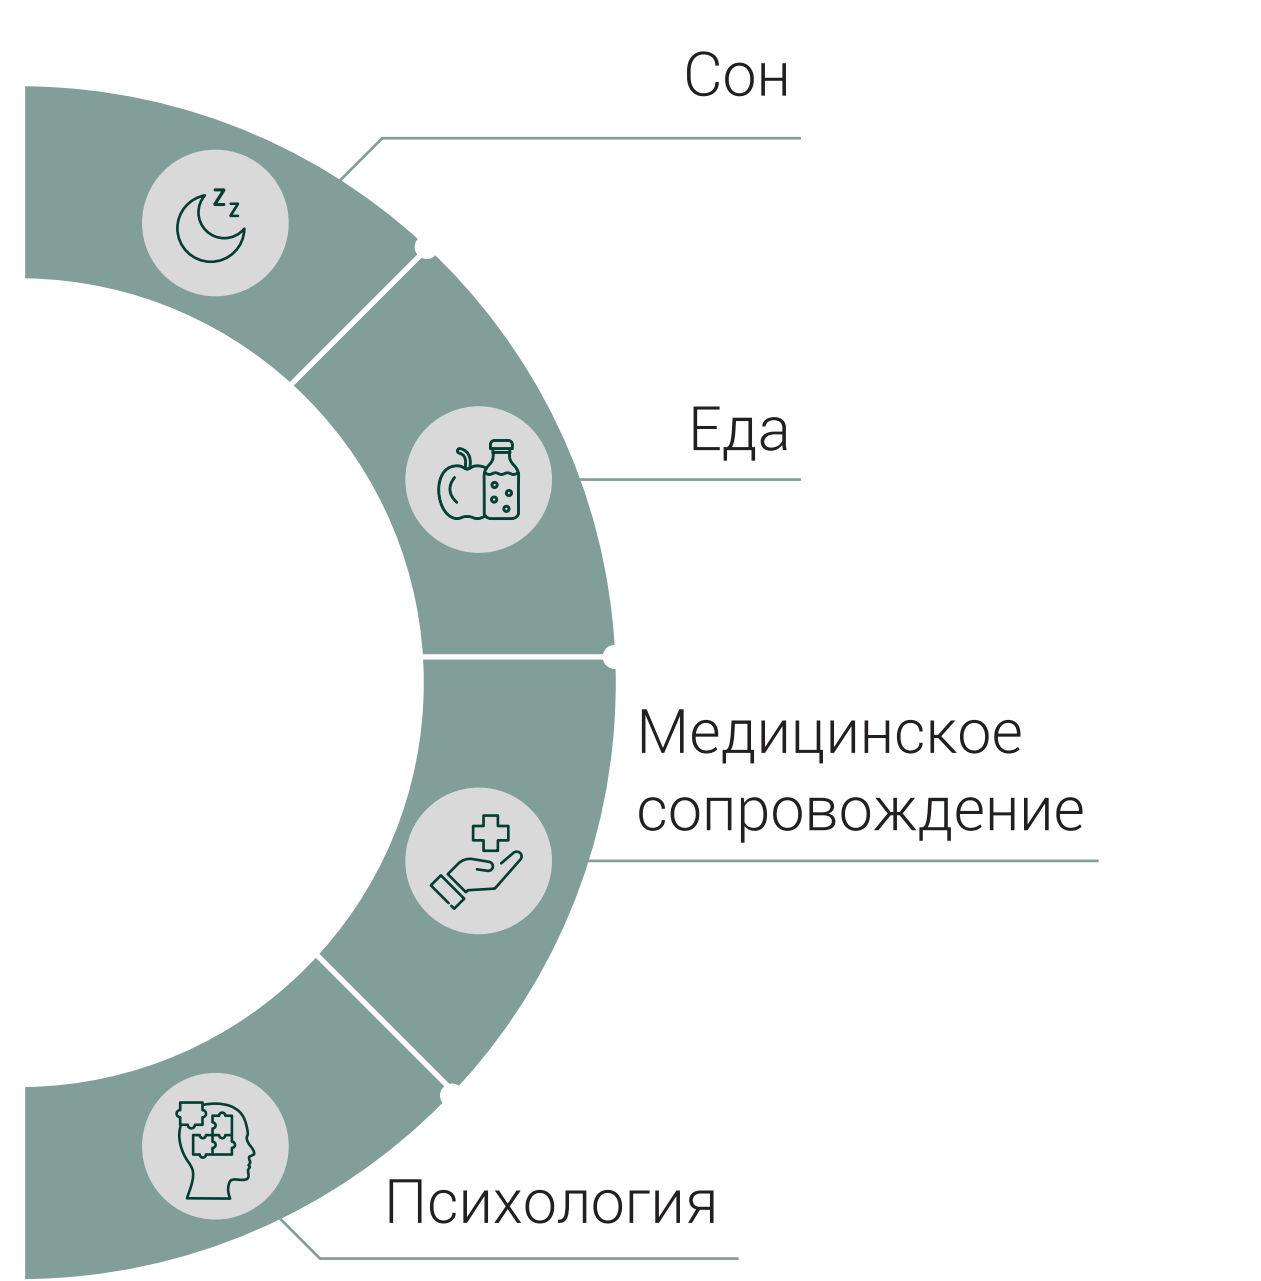 Сон
Еда
Медицинское
сопровождение
Психология